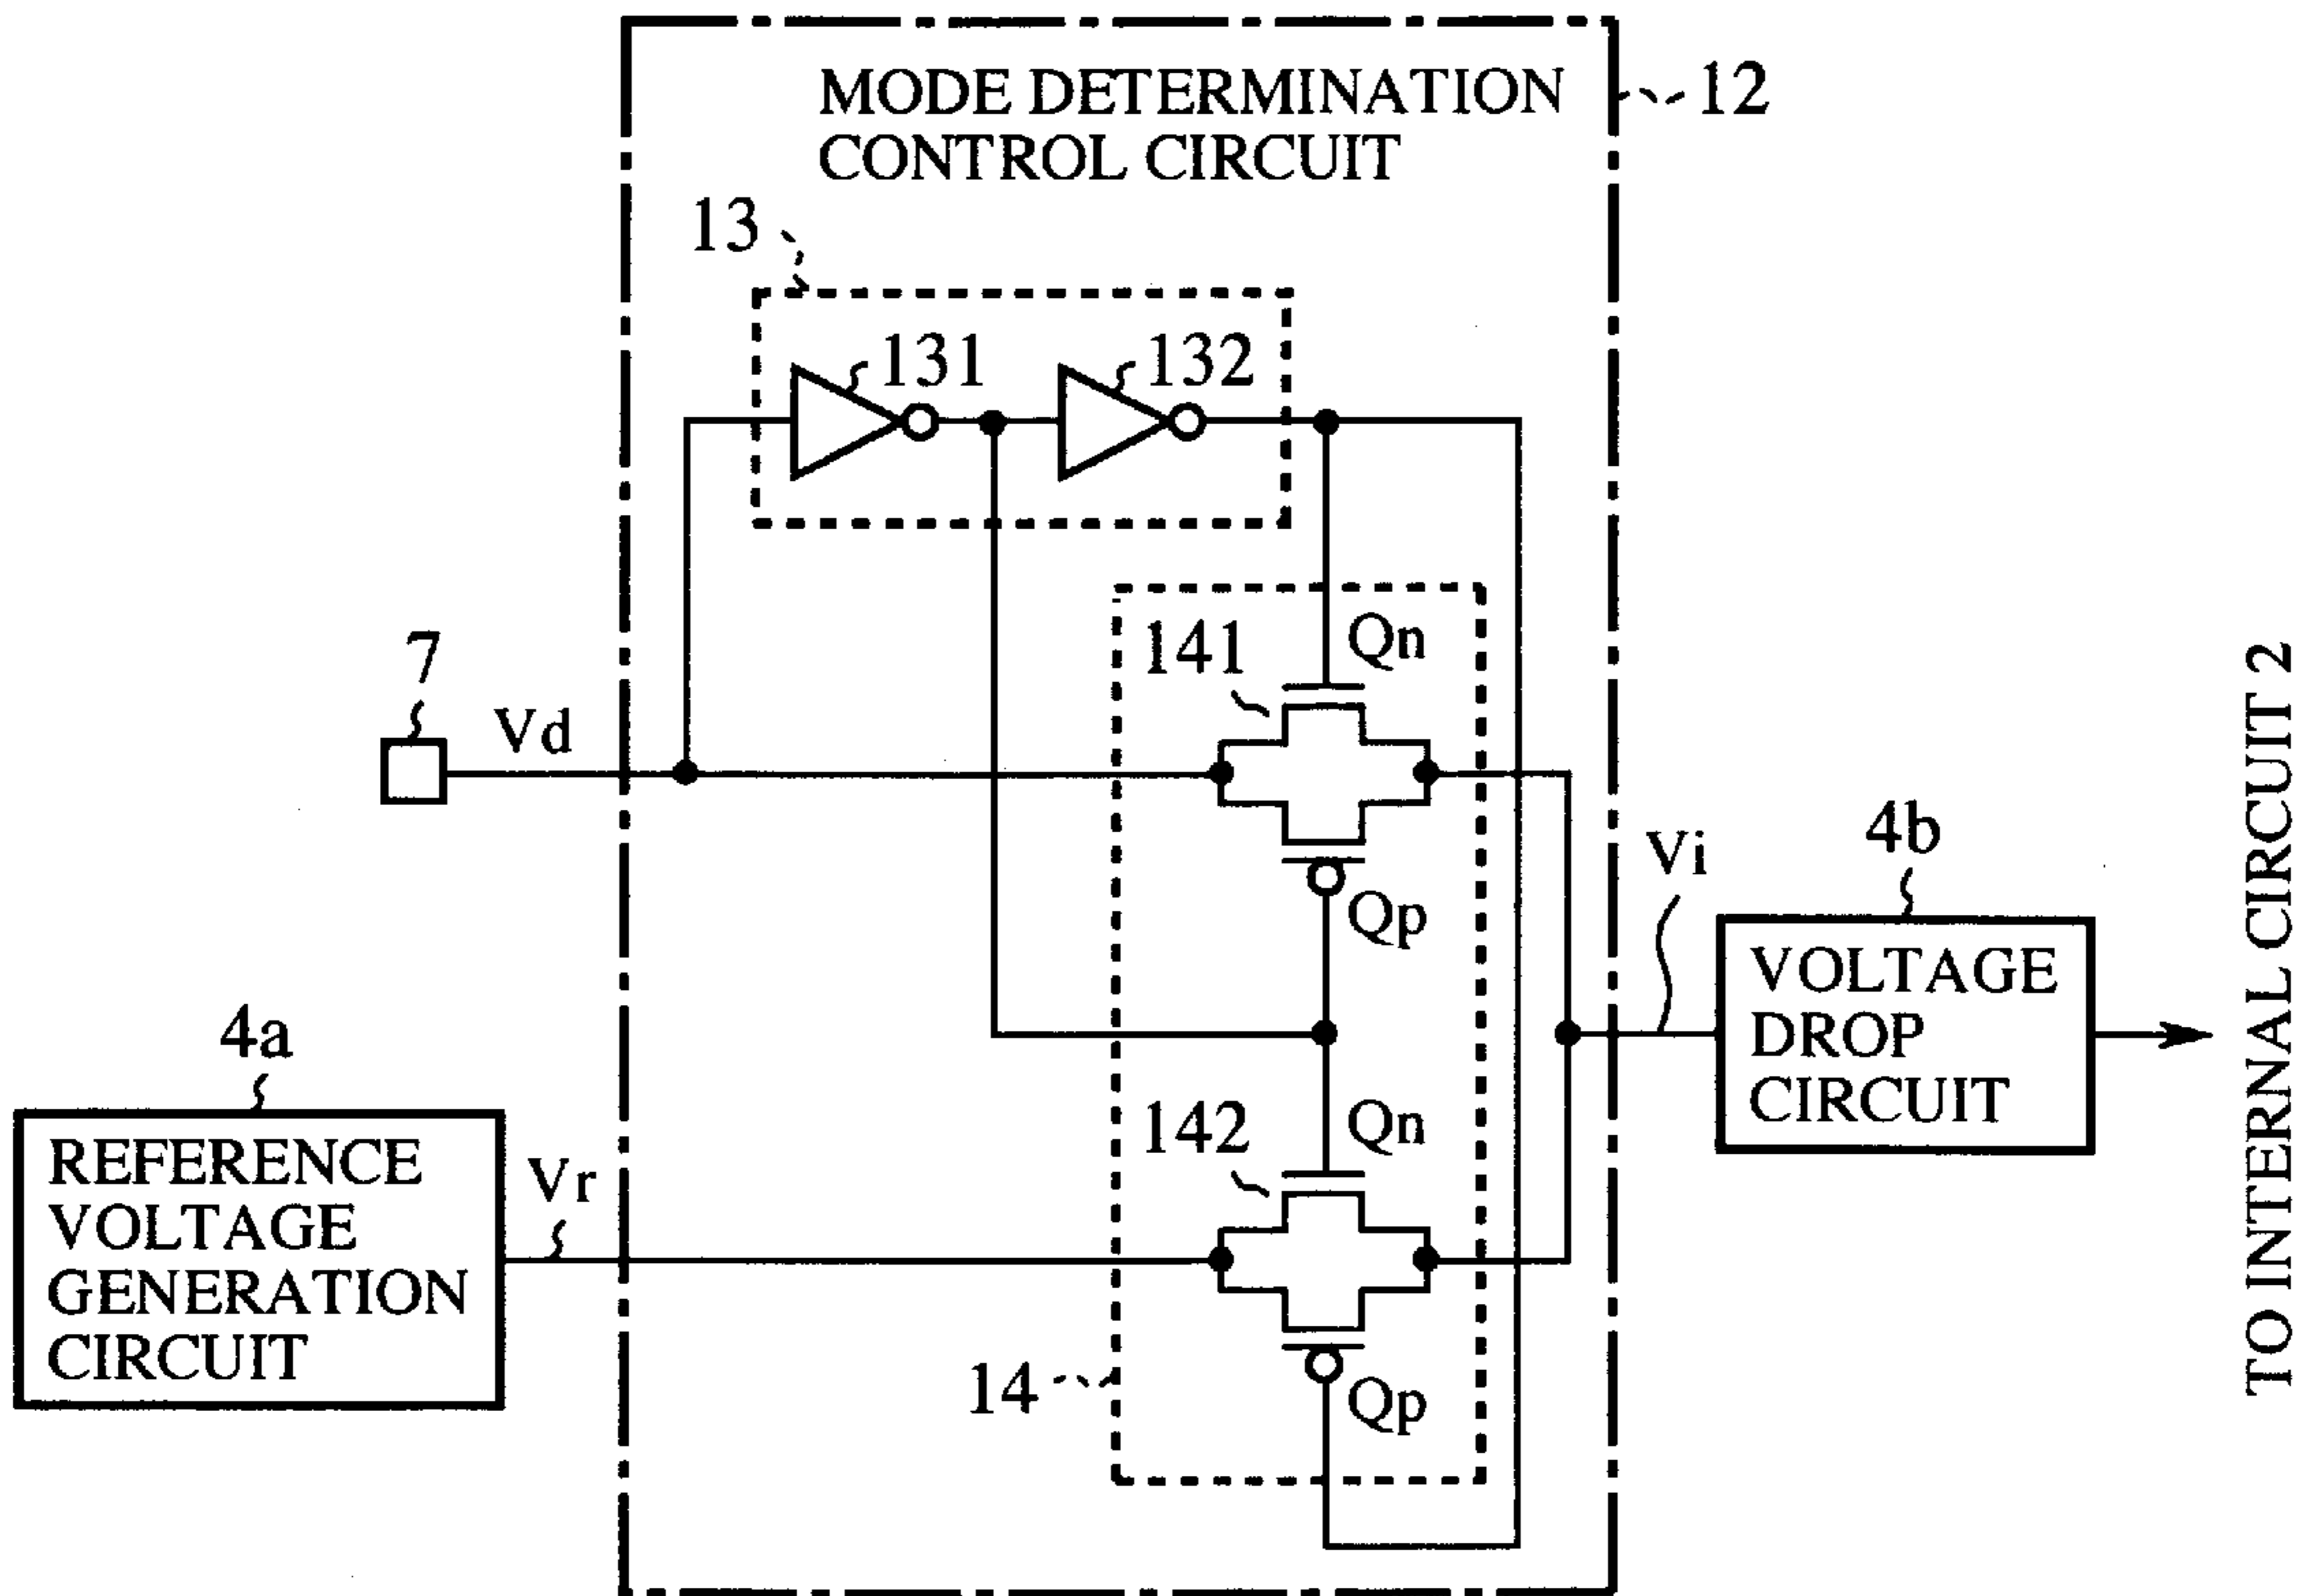 MODE DETERMINATION
CONTROL CIRCUIT
12
13
131
132
141
Qn
7
Vd
Qp
Vi
4b
VOLTAGE
DROP
CIRCUIT
TO INTERNAL CIRCUIT 2
4a
REFERENCE
VOLTAGE
GENERATION
CIRCUIT
Vr
142
Qn
14
Qp